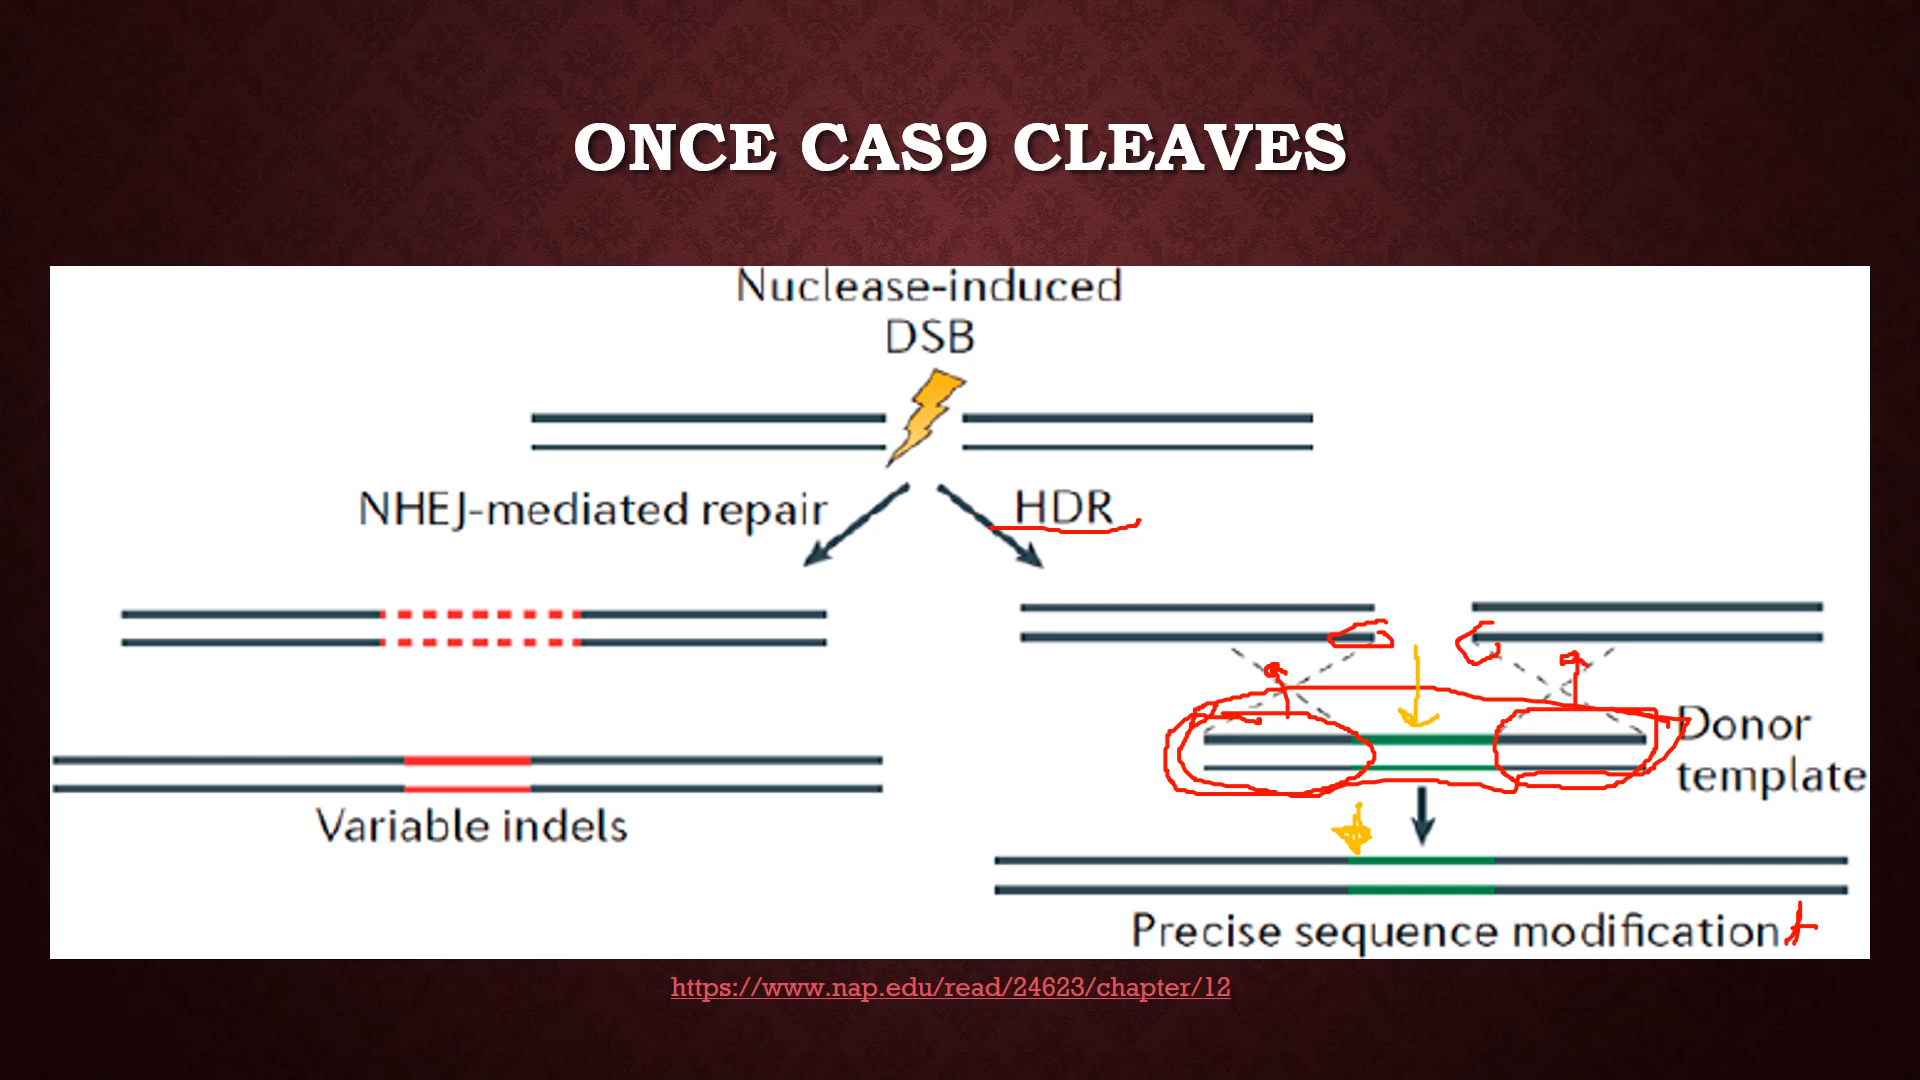 ONCE CAS9 CLEAVES
Nuclease-induced
DSB
NHEJ-mediated repair
HDR
Donor
template
Variable indels
Precise sequence modification
https://www.nap.edu/read/24623/chapter/12